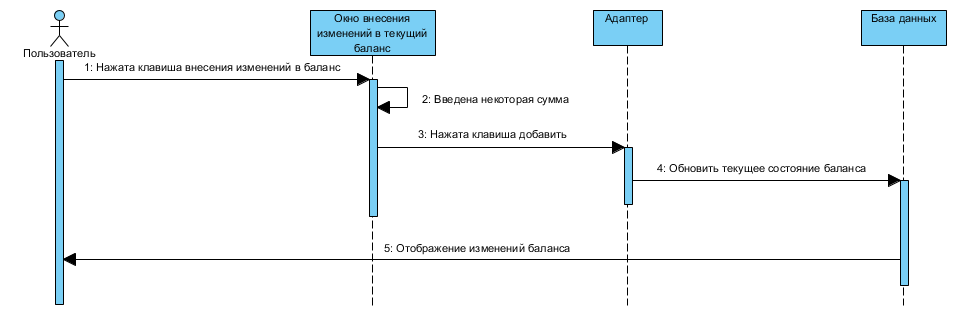 Пользователь
Окно внесения
изменений в текущий
баланс
Адаптер
База данных
1: Нажата клавиша внесения изменений в баланс
2: Введена некоторая сумма
3: Нажата клавиша добавить
4: Обновить текущее состояние баланса
5: Отображение изменений баланса